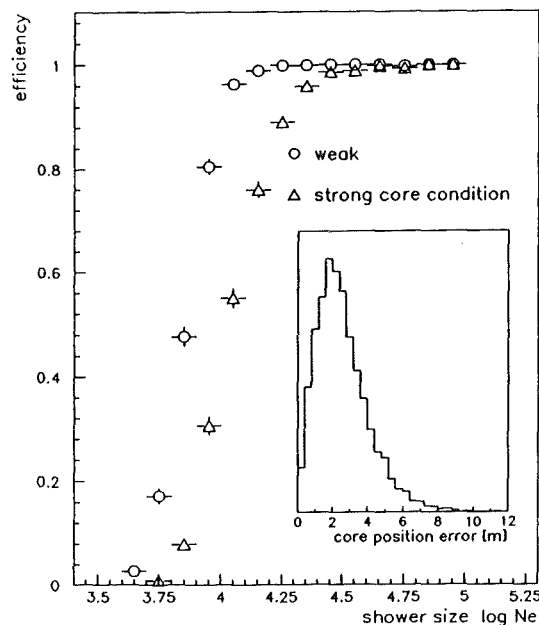 efficiency
1
0.8
0.6
0.4
0.2
0
weak
strong core condition
0 2 4 6 8 10 12
core position error [m]
3.5 3.75 4 4.25 4.5 4.75 5 5.25
shower size log Ne